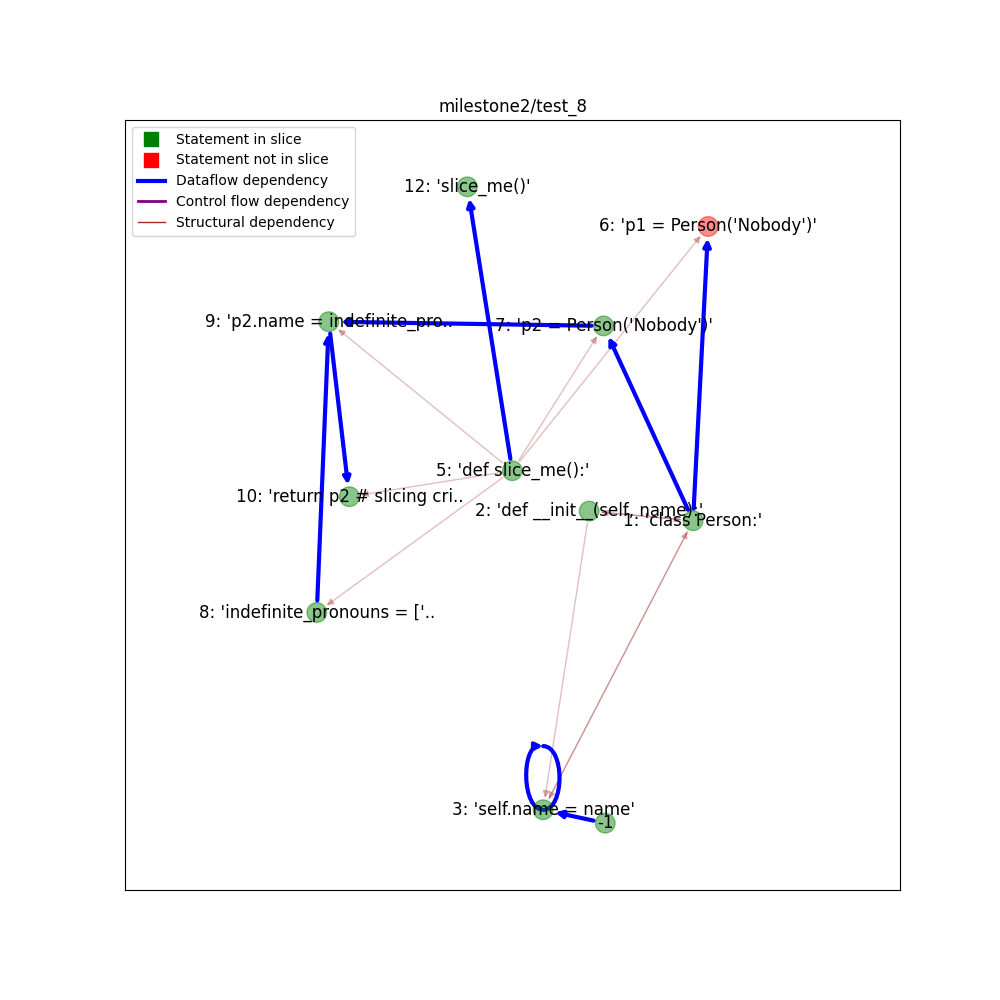 milestone2/test_8
Statement in slice
Statement not in slice
Dataflow dependency
Control flow dependency
Structural dependency
12: 'slice_me()'
6: 'p1 = Person('Nobody')'
9: 'p2.name = indefinite_pro..
7: 'p2 = Person('Nobody')'
5: 'def slice_me():'
10: 'return p2 # slicing cri..
2: 'def __init__(self, name):'
1: 'class Person:'
8: 'indefinite_pronouns = ['..
3: 'self.name = name'
-1